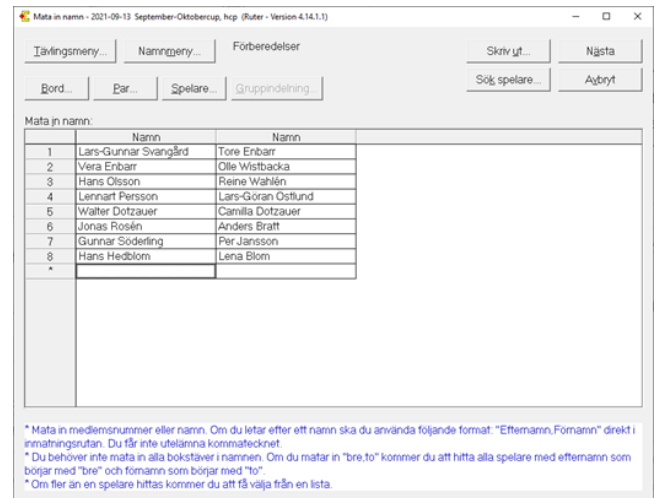 Mata in namn - 2021-09-13 September-Oktobercup, hcp (Ruter - Version 4.14.1.1)
Tävlingsmeny... Namnmeny... Förberedelser Skriv ut... Nästa
Bord... Par... Spelare... Gruppindelning... Sök spelare... Avbryt
Mata in namn:
Namn Namn
1 Lars-Gunnar Svangård Tore Enbarr
2 Vera Enbarr Olle Wistbacka
3 Hans Olsson Reine Wahlén
4 Lennart Persson Lars-Göran Östlund
5 Walter Dotzauer Camilla Dotzauer
6 Jonas Rosén Anders Bratt
7 Gunnar Söderling Per Jansson
8 Hans Hedblom Lena Blom
*
* Mata in medlemsnummer eller namn. Om du letar efter ett namn ska du använda följande format: "Efternamn,Förnamn" direkt i
inmatningsrutan. Du får inte utelämna kommatecknet.
* Du behöver inte mata in alla bokstäver i namnen. Om du matar in "bre,to" kommer du att hitta alla spelare med efternamn som
börjar med "bre" och förnamn som börjar med "to".
* Om fler än en spelare hittas kommer du att få välja från en lista.